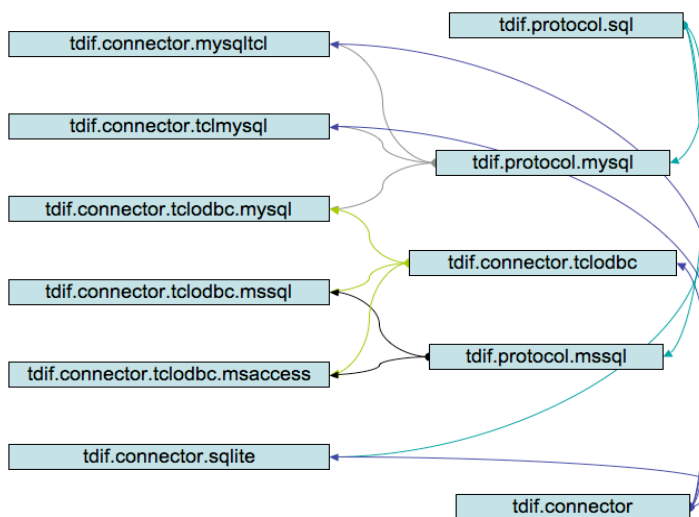 tdif.protocol.sql
tdif.connector.mysqltcl
tdif.connector.tclmysql
tdif.protocol.mysql
tdif.connector.tclodbc.mysql
tdif.connector.tclodbc
tdif.connector.tclodbc.mssql
tdif.protocol.mssql
tdif.connector.tclodbc.msaccess
tdif.connector.sqlite
tdif.connector